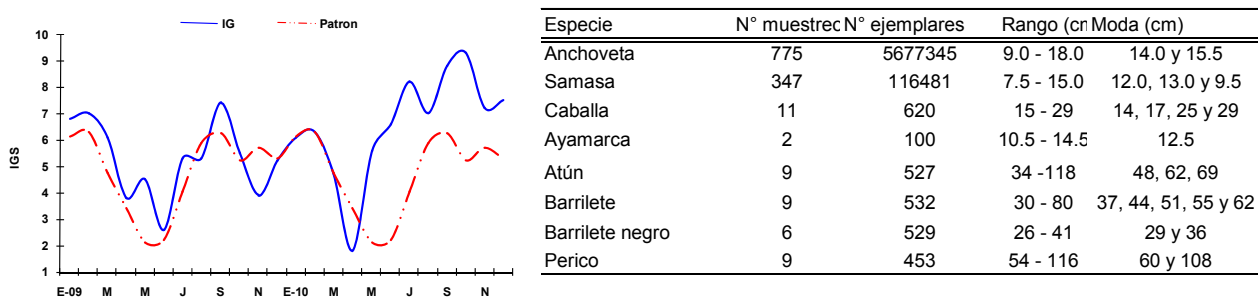 IG Patron
10
9
8
7
6
5
4
3
2
1
IGS
E-09 M M J S N E-10 M M J S N
Especie N° muestrec N° ejemplares Rango (cn Moda (cm)
Anchoveta 775 5677345 9.0 - 18.0 14.0 y 15.5
Samasa 347 116481 7.5 - 15.0 12.0, 13.0 y 9.5
Caballa 11 620 15 - 29 14, 17, 25 y 29
Ayamarca 2 100 10.5 - 14.5 12.5
Atún 9 527 34 -118 48, 62, 69
Barrilete 9 532 30 - 80 37, 44, 51, 55 y 62
Barrilete negro 6 529 26 - 41 29 y 36
Perico 9 453 54 - 116 60 y 108